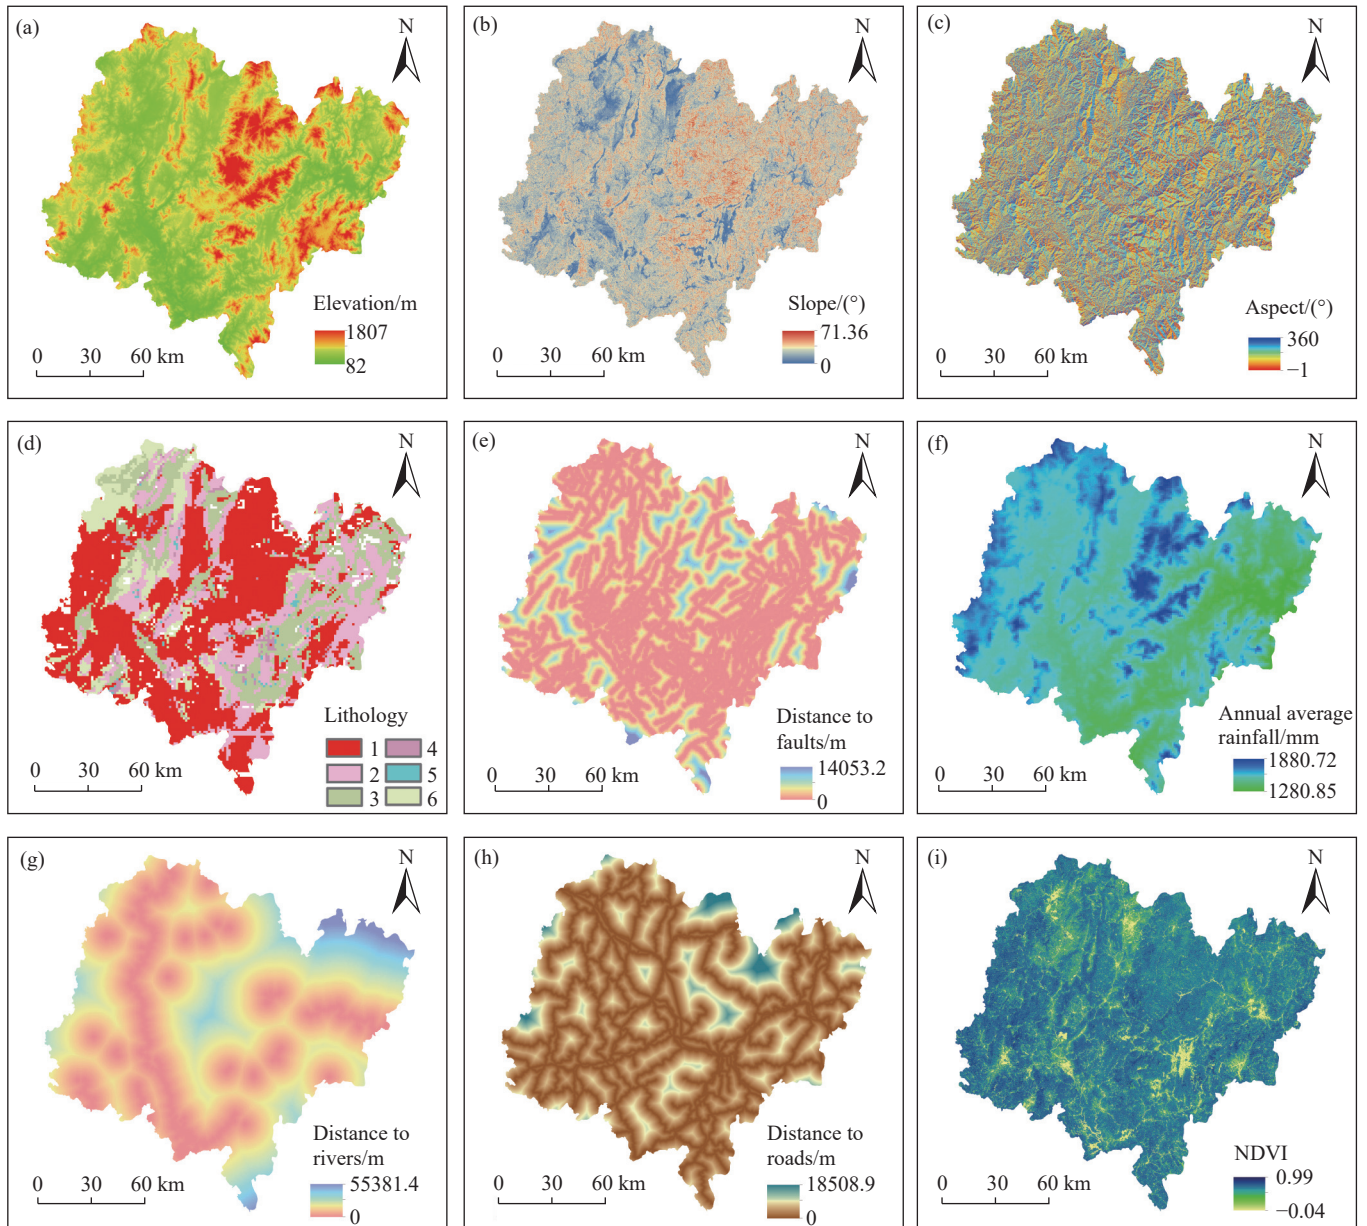 (a)
N
Elevation/m
1807
82
0 30 60 km
(b)
N
Slope/(°)
71.36
0
0 30 60 km
(c)
N
Aspect/(°)
360
−1
0 30 60 km
(d)
N
Lithology
1 4
2 5
3 6
0 30 60 km
(e)
N
Distance to
faults/m
14053.2
0
0 30 60 km
(f)
N
Annual average
rainfall/mm
1880.72
1280.85
0 30 60 km
(g)
N
Distance to
rivers/m
55381.4
0
0 30 60 km
(h)
N
Distance to
roads/m
18508.9
0
0 30 60 km
(i)
N
NDVI
0.99
−0.04
0 30 60 km